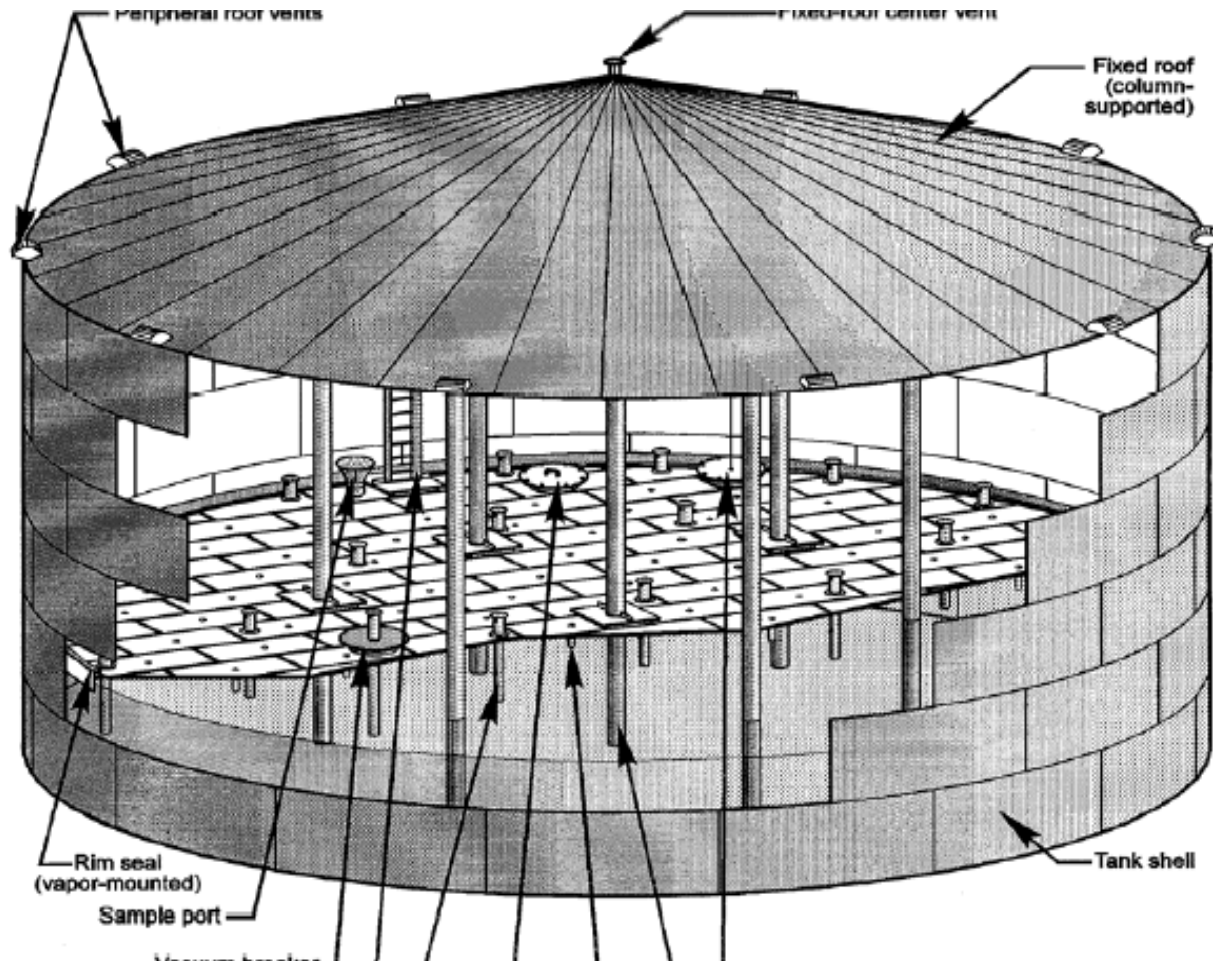 Peripheral roof vents
Fixed-roof center vent
Fixed roof
(column-
supported)
Rim seal
(vapor-mounted)
Tank shell
Sample port
Vacuum breaker